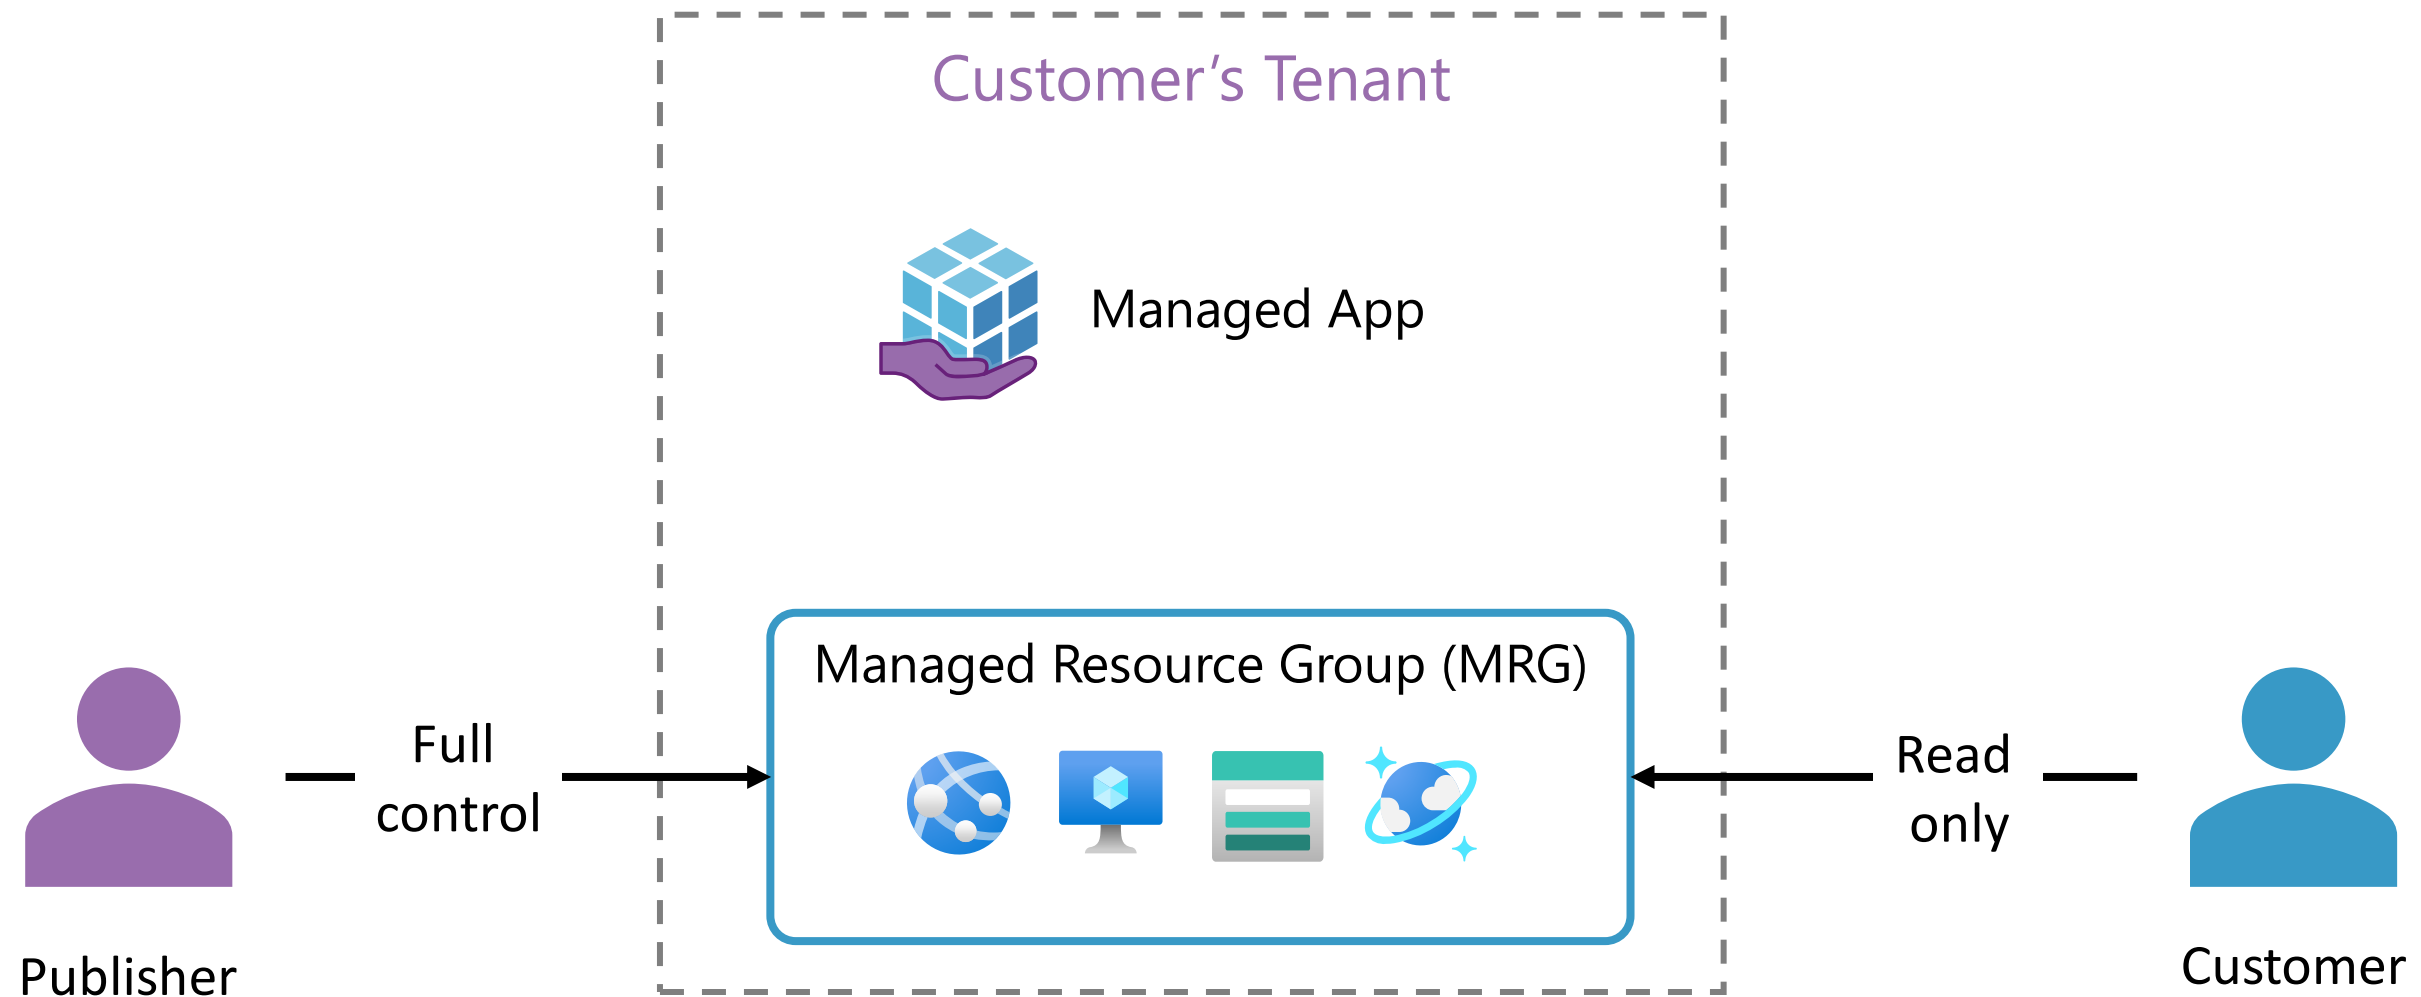 Customer’s Tenant
Managed App
Managed Resource Group (MRG)
Full
control
Read
only
Publisher
Customer